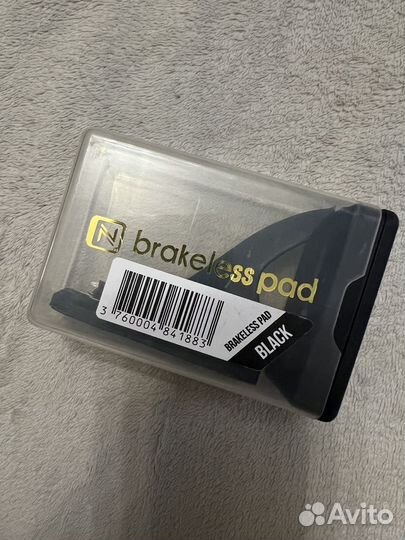 N brakeless pad
3 760004 841883
BRAKELESS PAD
BLACK
Avito